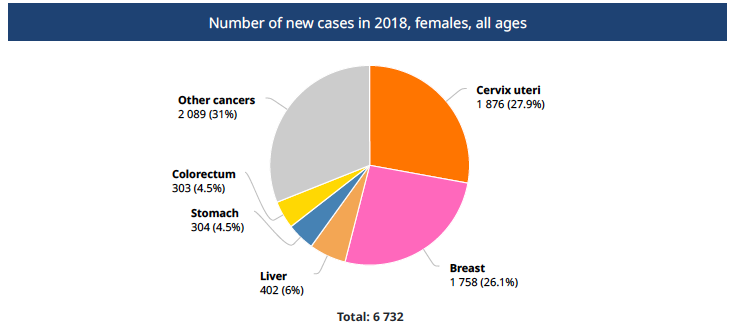 Number of new cases in 2018, females, all ages
Cervix uteri
1 876 (27.9%)
Other cancers
2 089 (31%)
Colorectum
303 (4.5%)
Stomach
304 (4.5%)
Liver
402 (6%)
Breast
1 758 (26.1%)
Total: 6 732